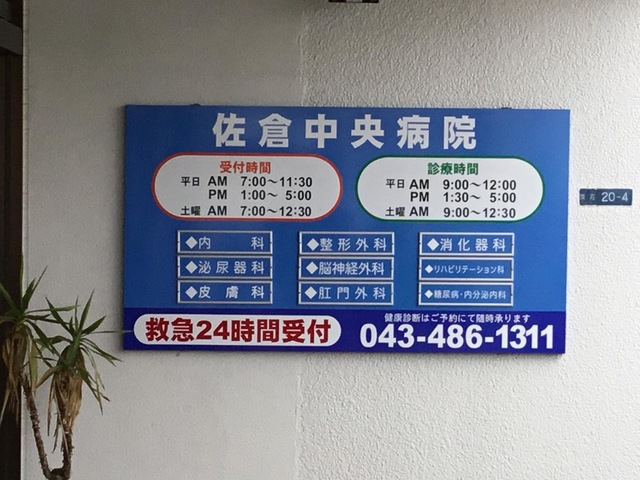 佐倉中央病院
受付時間
平日 AM 7:00～11:30
PM 1:00～ 5:00
土曜 AM 7:00～12:30
診療時間
平日 AM 9:00～12:00
PM 1:30～ 5:00
土曜 AM 9:00～12:30
◆内科
◆整形外科
◆消化器科
◆泌尿器科
◆脳神経外科
◆リハビリテーション科
◆皮膚科
◆肛門外科
◆糖尿病・内分泌内科
救急24時間受付
健康診断はご予約にて随時承ります
043-486-1311
20-4